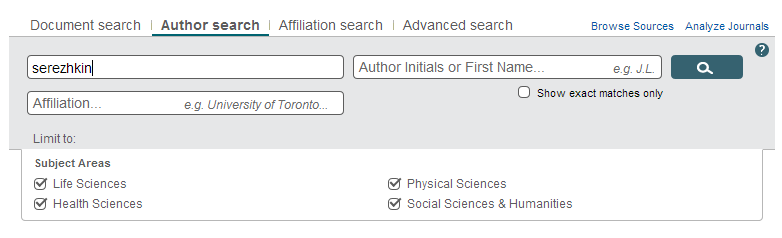 Document search | Author search | Affiliation search | Advanced search Browse Sources Analyze Journals
?
serezhkin Author Initials or First Name... e.g. J.L.
Affiliation... e.g. University of Toronto... Show exact matches only
Limit to:
Subject Areas
Life Sciences Physical Sciences
Health Sciences Social Sciences & Humanities